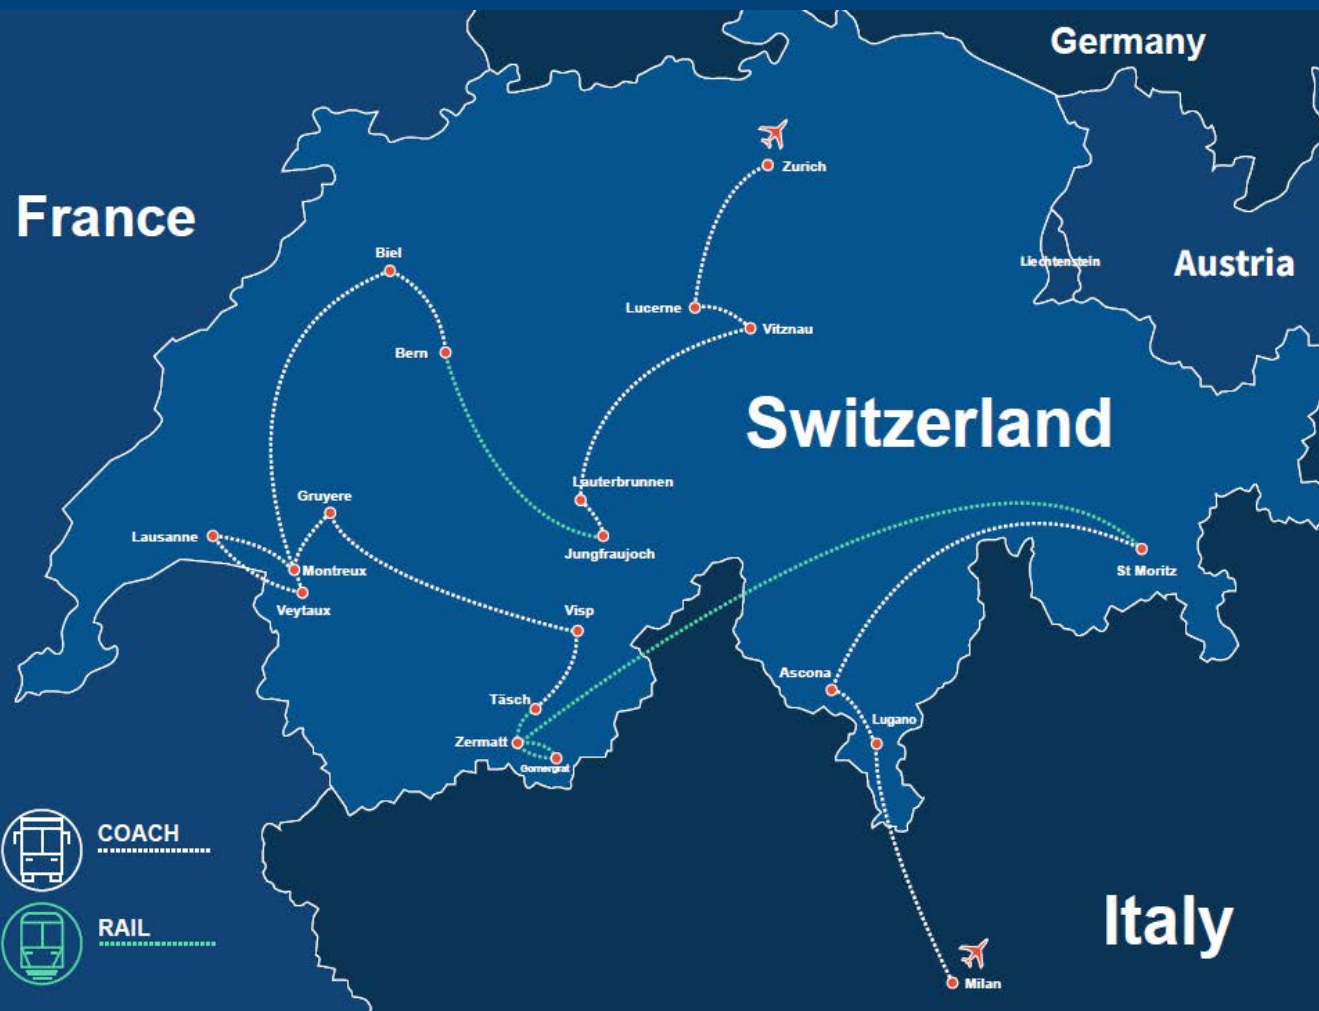 Germany
Zurich
France
Biel
Liechtenstein
Austria
Lucerne
Vitznau
Bern
Switzerland
Lauterbrunnen
Gruyere
Lausanne
Jungfraujoch
Montreux
St Moritz
Veytaux
Visp
Ascona
Täsch
Lugano
Zermatt
Gornergrat
COACH
RAIL
Italy
Milan